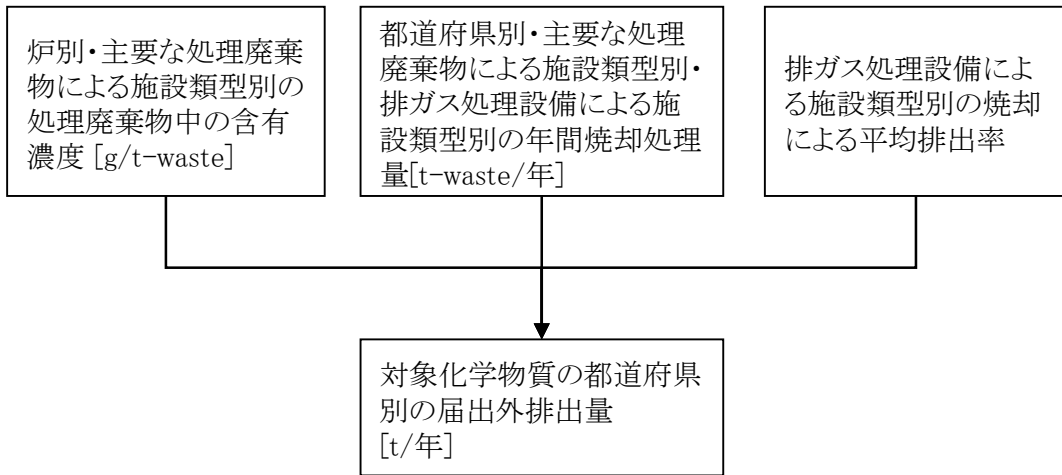 炉別・主要な処理廃棄
物による施設類型別の
処理廃棄物中の含有
濃度 [g/t-waste]
都道府県別・主要な処理
廃棄物による施設類型別・
排ガス処理設備による施
設類型別の年間焼却処理
量[t-waste/年]
排ガス処理設備によ
る施設類型別の焼却
による平均排出率
対象化学物質の都道府県
別の届出外排出量
[t/年]